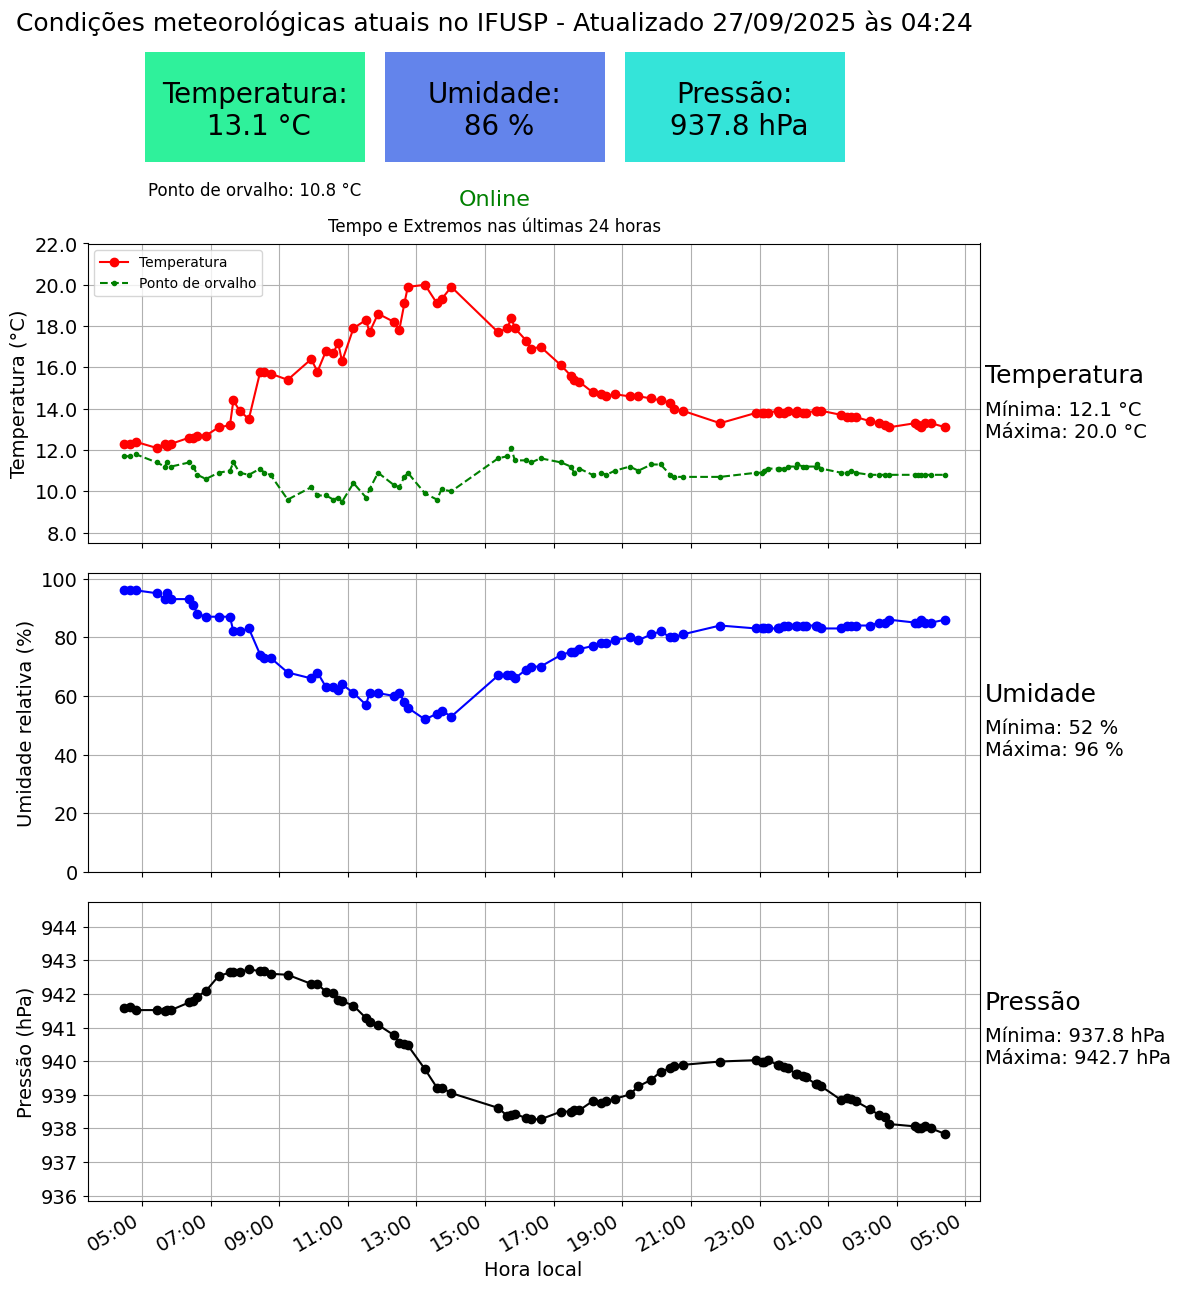 Condições meteorológicas atuais no IFUSP - Atualizado 27/09/2025 às 04:24
Temperatura:
13.1 °C
Umidade:
86 %
Pressão:
937.8 hPa
Ponto de orvalho: 10.8 °C
Online
Tempo e Extremos nas últimas 24 horas
Temperatura
Ponto de orvalho
22.0
20.0
18.0
16.0
14.0
12.0
10.0
8.0
Temperatura (°C)
Temperatura
Mínima: 12.1 °C
Máxima: 20.0 °C
100
80
60
40
20
0
Umidade relativa (%)
Umidade
Mínima: 52 %
Máxima: 96 %
944
943
942
941
940
939
938
937
936
Pressão (hPa)
Pressão
Mínima: 937.8 hPa
Máxima: 942.7 hPa
05:00 07:00 09:00 11:00 13:00 15:00 17:00 19:00 21:00 23:00 01:00 03:00 05:00
Hora local